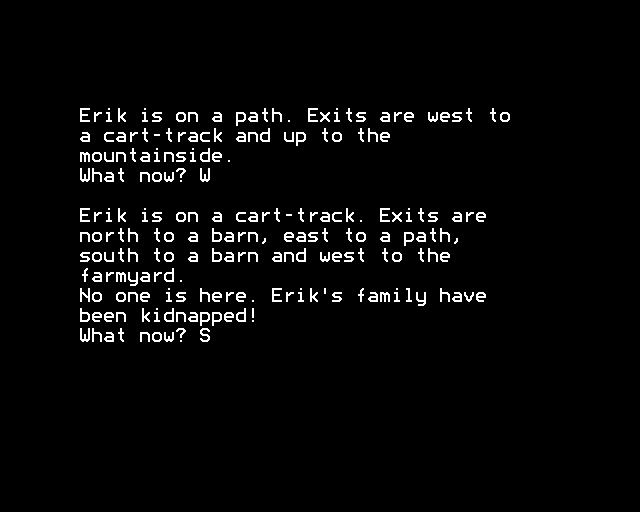 Erik is on a path. Exits are west to
a cart-track and up to the
mountainside.
What now? W
Erik is on a cart-track. Exits are
north to a barn, east to a path,
south to a barn and west to the
farmyard.
No one is here. Erik's family have
been kidnapped!
What now? S